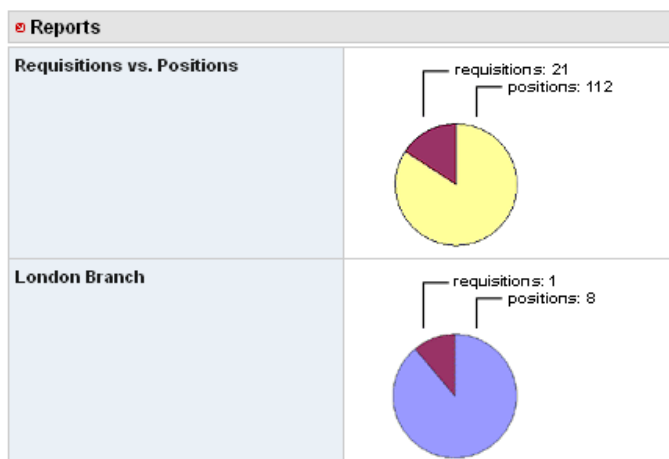 Reports
Requisitions vs. Positions
requisitions: 21
positions: 112
London Branch
requisitions: 1
positions: 8